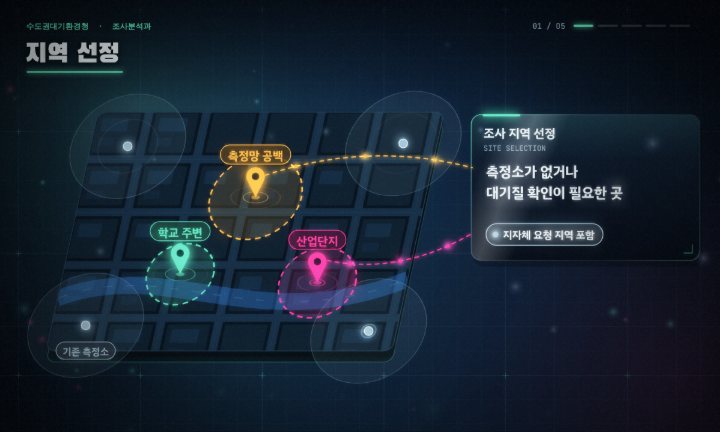 수도권대기환경청 · 조사분석과
01 / 05
지역 선정
측정망 공백
학교 주변
산업단지
기존 측정소
조사 지역 선정
SITE SELECTION
측정소가 없거나
대기질 확인이 필요한 곳
지자체 요청 지역 포함